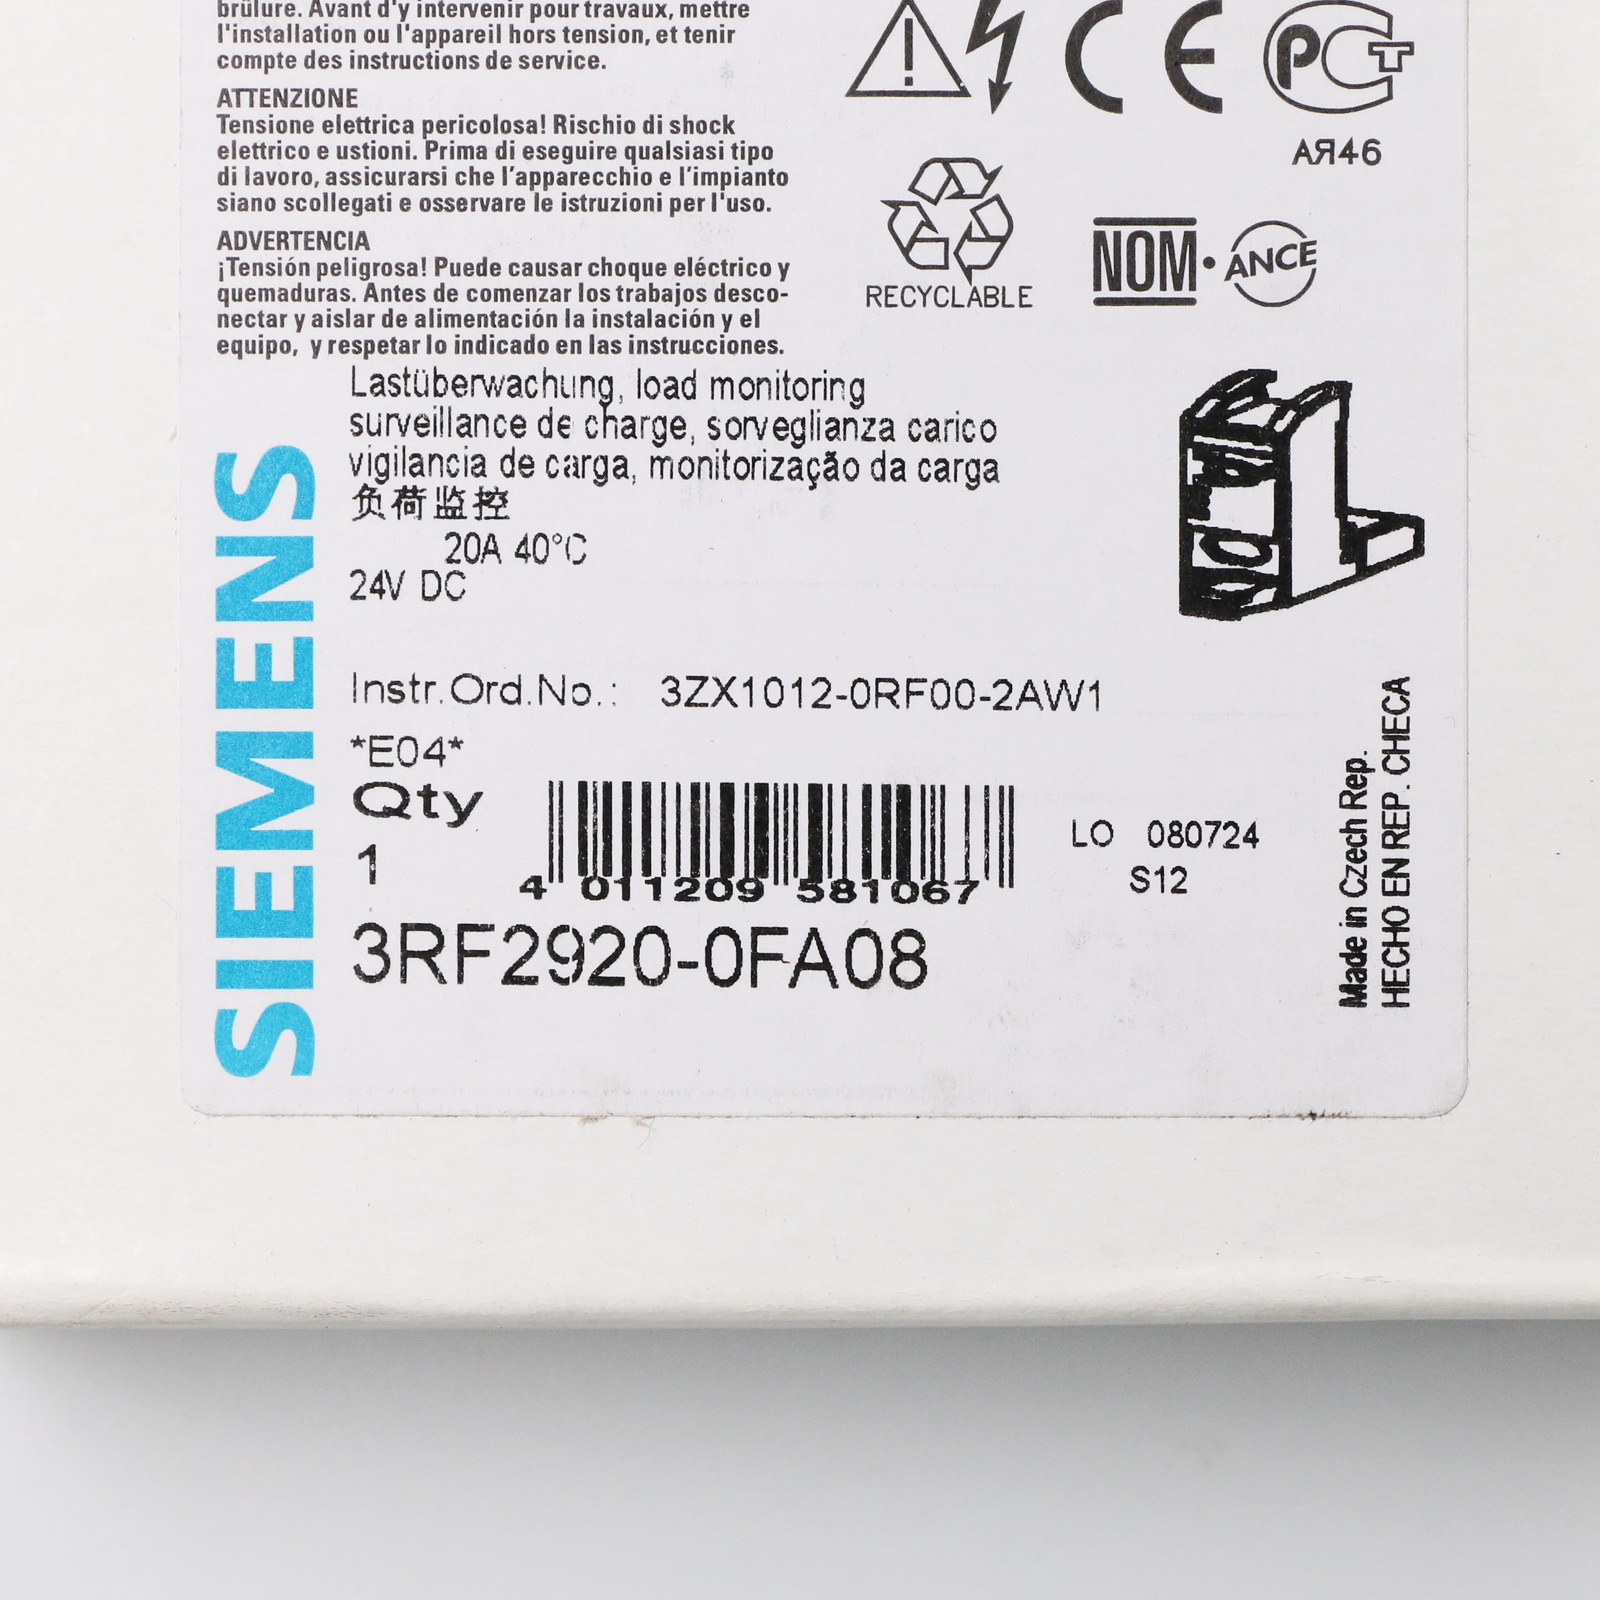 brûlure. Avant d'y intervenir pour travaux, mettre
l'installation ou l'appareil hors tension, et tenir
compte des instructions de service.
ATTENZIONE
Tensione elettrica pericolosa! Rischio di shock
elettrico e ustioni. Prima di eseguire qualsiasi tipo
di lavoro, assicurarsi che l'apparecchio e l'impianto
siano scollegati e osservare le istruzioni per l'uso.
ADVERTENCIA
¡Tensión peligrosa! Puede causar choque eléctrico y
quemaduras. Antes de comenzar los trabajos desco-
nectar y aislar de alimentación la instalación y el
equipo, y respetar lo indicado en las instrucciones.
CE
PCT
АЯ46
RECYCLABLE
NOM · ANCE
SIEMENS
Lastüberwachung, load monitoring
surveillance de charge, sorveglianza carico
vigilancia de carga, monitorização da carga
负荷监控
20A 40°C
24V DC
Instr.Ord.No.: 3ZX1012-0RF00-2AW1
*E04*
Qty
1
4 011209 581067
LO 080724
S12
3RF2920-0FA08
Made in Czech Rep.
HECHO EN REP. CHECA